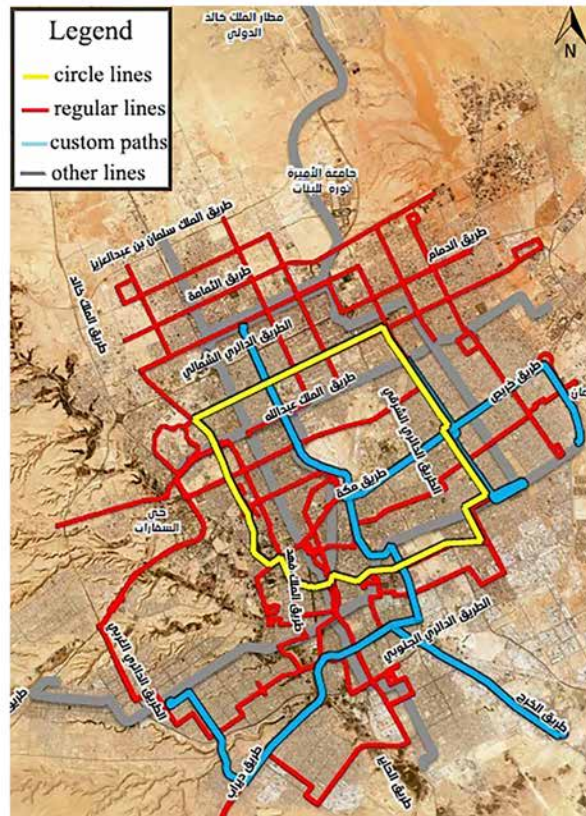 Legend
circle lines
regular lines
custom paths
other lines
مطار الملك خالد
الدولي
N
جامعة الأميرة
نورة للبنات
طريق الملك سلمان بن عبدالعزيز
طريق الدمام
طريق الثمامة
طريق الملك خالد
الطريق الدائري الشمالي
طريق الملك عبدالله
طريق خريص
الطريق الدائري الشرقي
طريق مكة
حي
السفارات
طريق الملك فهد
الطريق الدائري الجنوبي
الطريق الدائري الغربي
طريق
طريق الخرج
طريق ديراب
طريق الحاير